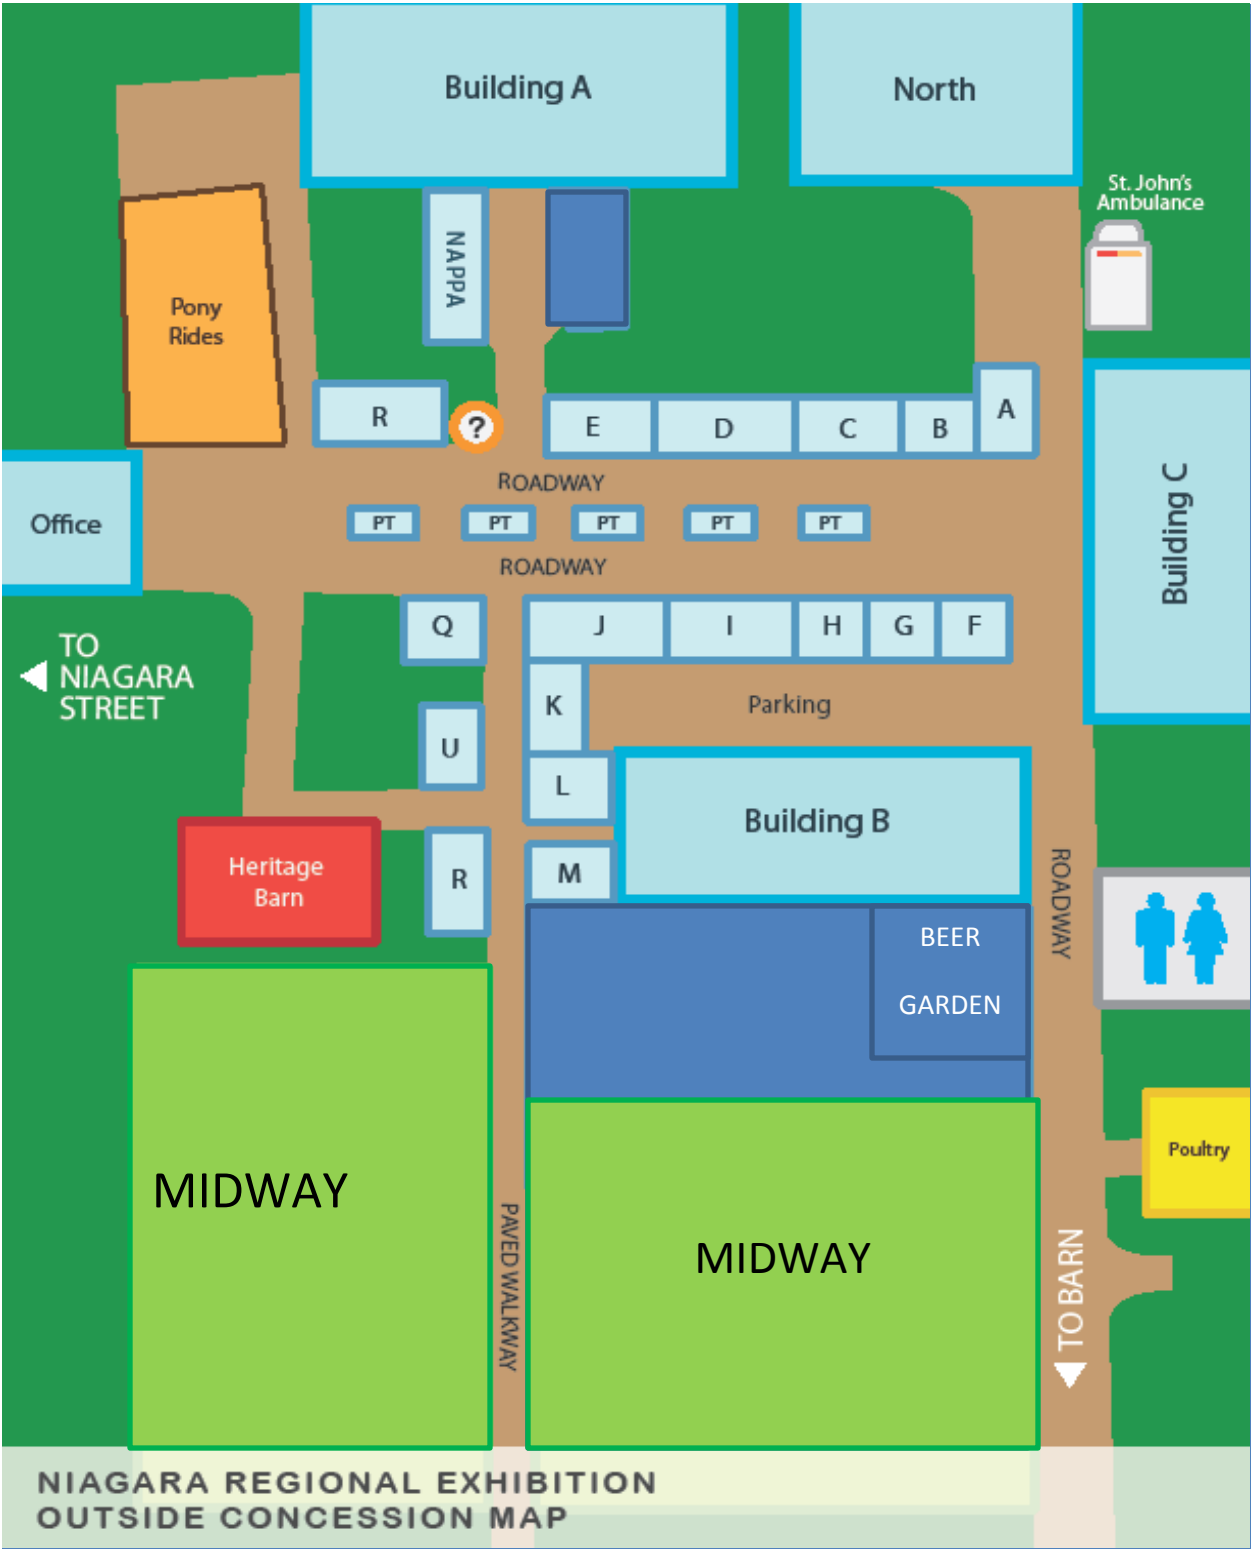 Building A
North
St. John's
Ambulance
NAPPA
Pony
Rides
R
?
E
D
C
B
A
ROADWAY
Office
PT
PT
PT
PT
PT
Building C
ROADWAY
Q
J
I
H
G
F
TO
NIAGARA
STREET
K
Parking
U
L
Building B
Heritage
Barn
R
M
ROADWAY
BEER
GARDEN
Poultry
MIDWAY
MIDWAY
PAVED WALKWAY
TO BARN
NIAGARA REGIONAL EXHIBITION
OUTSIDE CONCESSION MAP